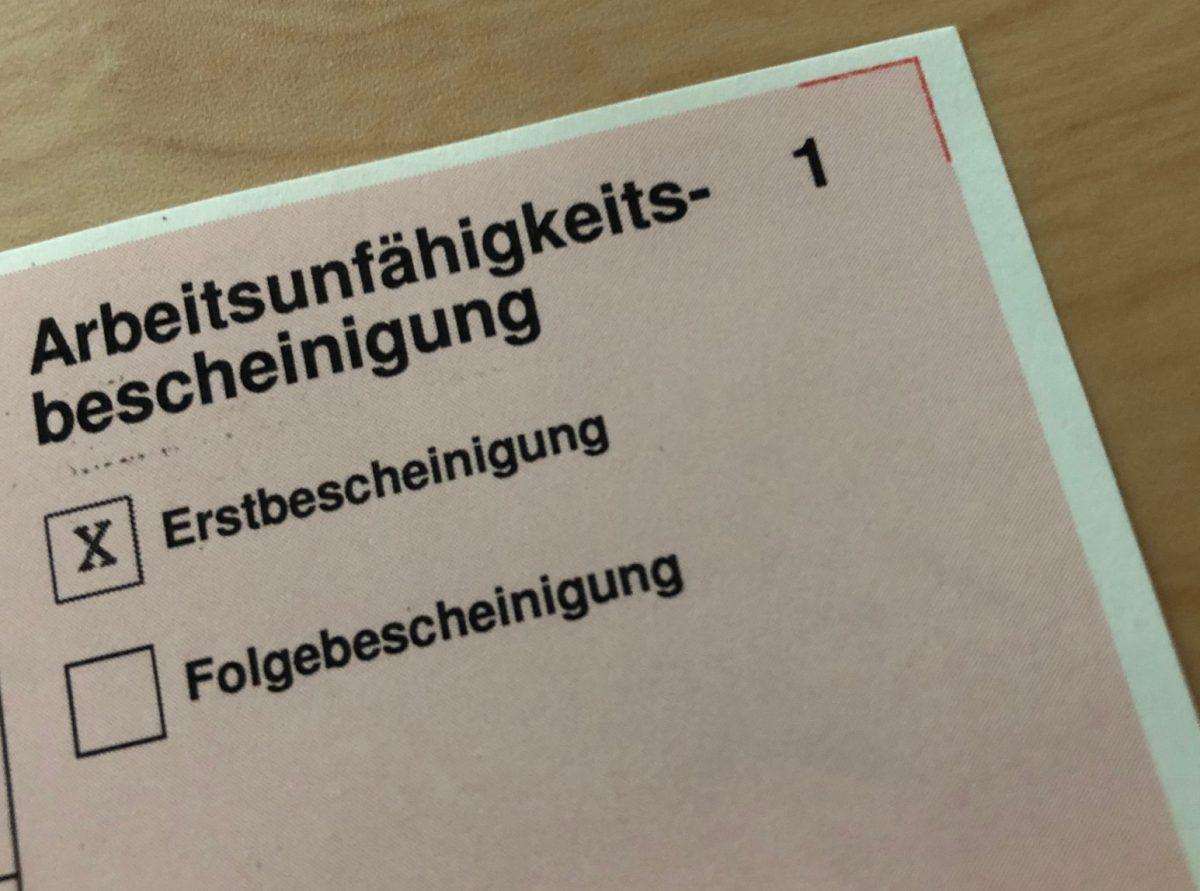 Arbeitsunfähigkeits- 1
bescheinigung
X Erstbescheinigung
Folgebescheinigung